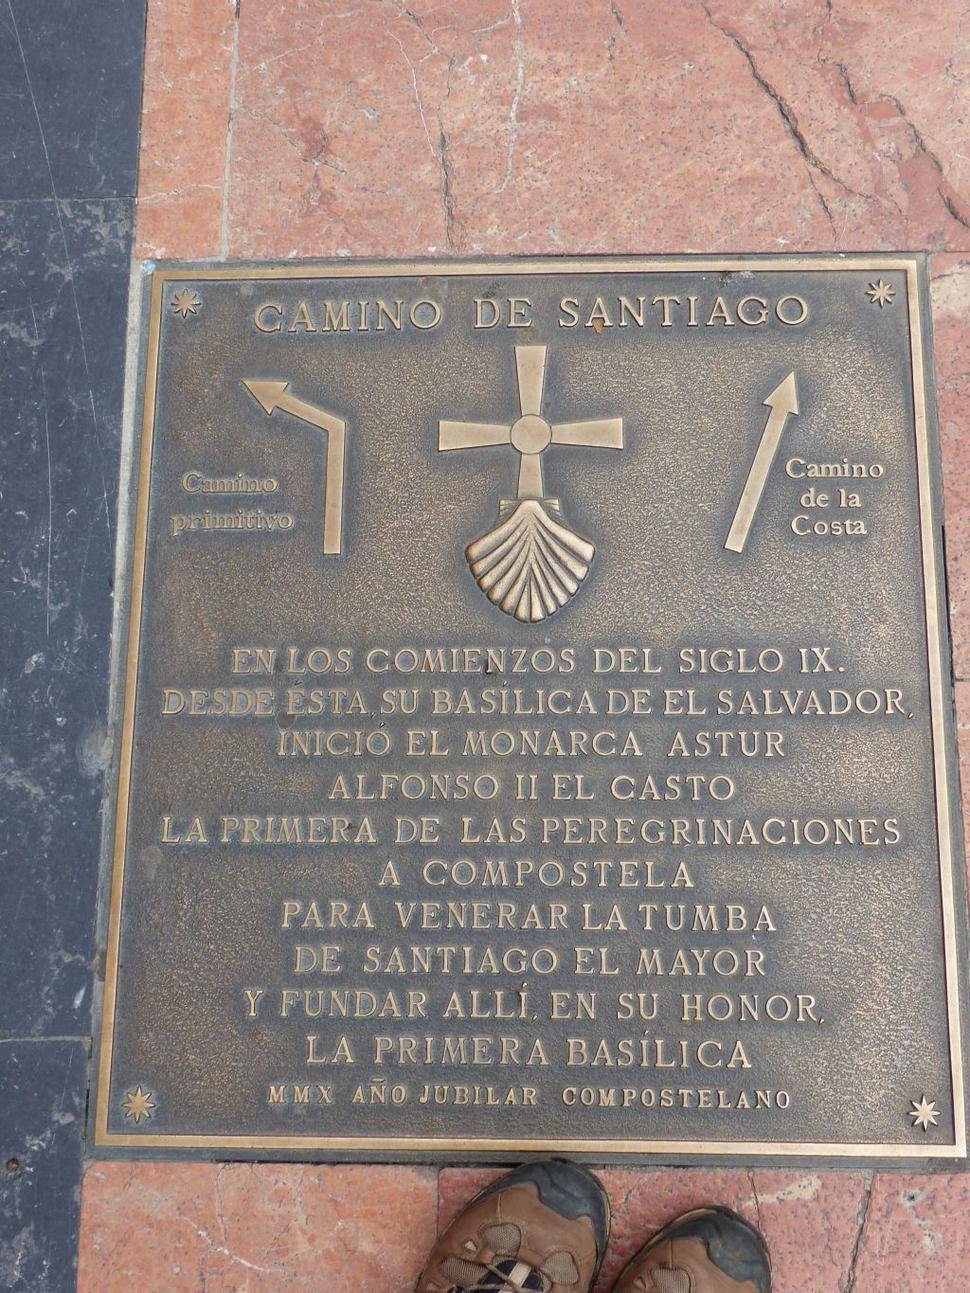 CAMINO DE SANTIAGO
Camino
primitivo
Camino
de la
Costa
EN LOS COMIENZOS DEL SIGLO IX.
DESDE ÉSTA, SU BASÍLICA DE EL SALVADOR,
INICIÓ EL MONARCA ASTUR
ALFONSO II EL CASTO
LA PRIMERA DE LAS PEREGRINACIONES
A COMPOSTELA
PARA VENERAR LA TUMBA
DE SANTIAGO EL MAYOR
Y FUNDAR ALLÍ, EN SU HONOR,
LA PRIMERA BASÍLICA
MMX AÑO JUBILAR COMPOSTELANO